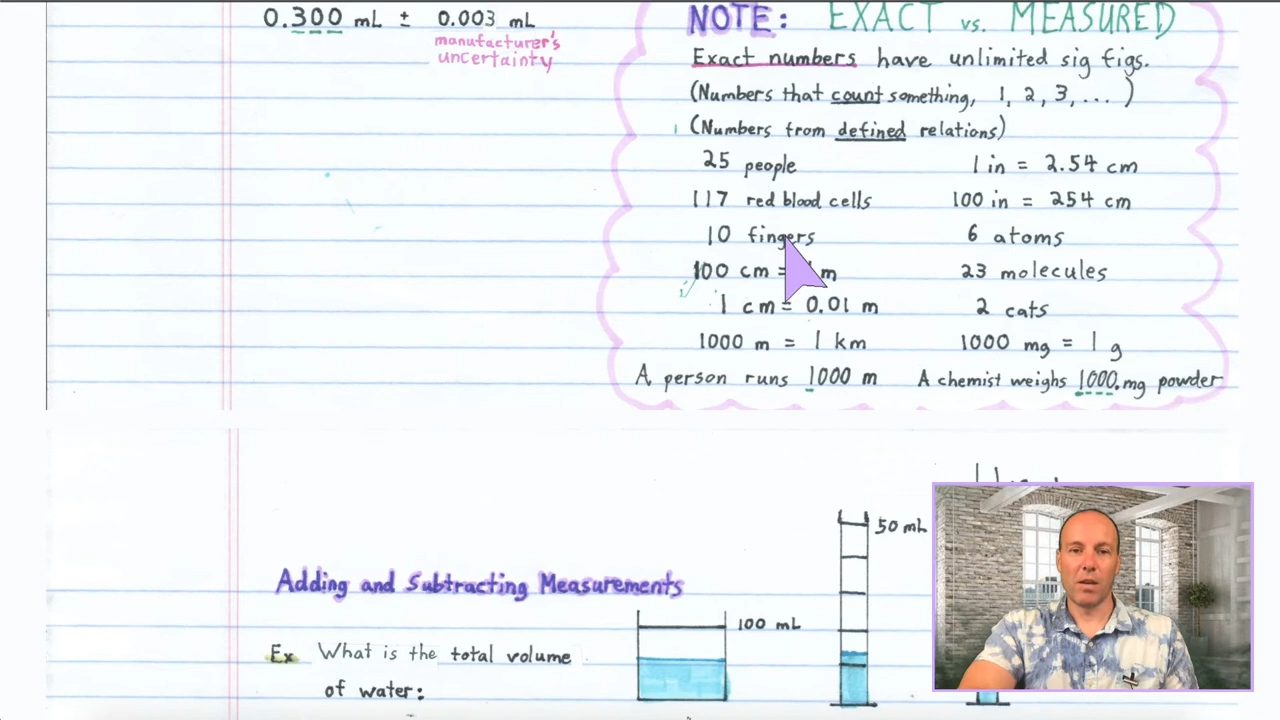 0.300 mL ± 0.003 mL
manufacturer's
uncertainty
NOTE: EXACT vs. MEASURED
Exact numbers have unlimited sig figs.
(Numbers that count something, 1, 2, 3, ... )
(Numbers from defined relations)
25 people 1 in = 2.54 cm
117 red blood cells 100 in = 254 cm
10 fingers 6 atoms
100 cm = m 23 molecules
1 cm = 0.01 m 2 cats
1000 m = 1 km 1000 mg = 1 g
A person runs 1000 m A chemist weighs 1000. mg powder
50 mL
Adding and Subtracting Measurements
100 mL
Ex What is the total volume
of water: